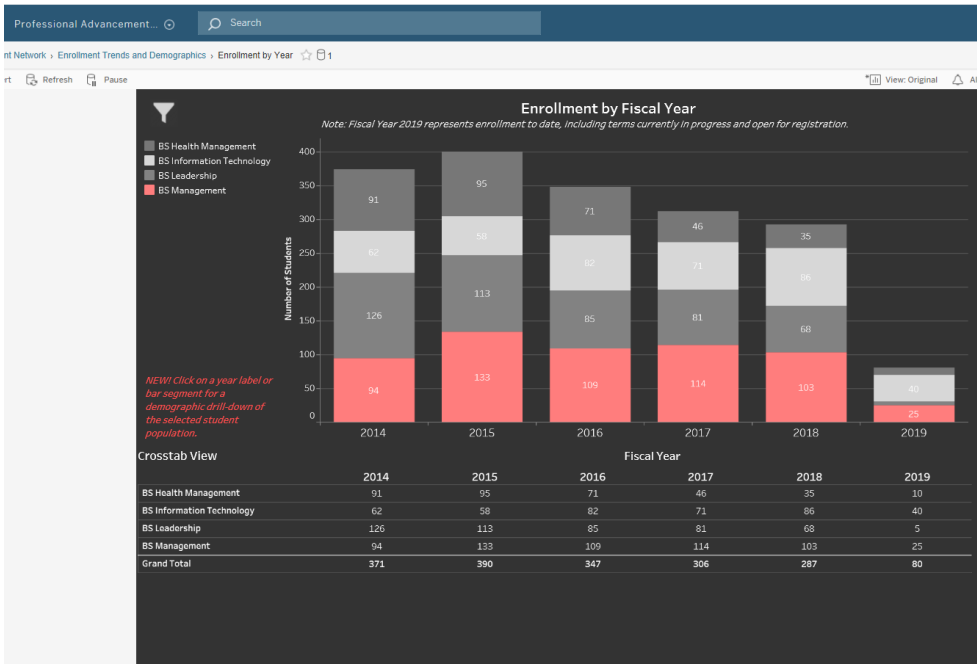 Professional Advancement... Search
nt Network › Enrollment Trends and Demographics › Enrollment by Year 1
rt Refresh Pause View: Original Al
Enrollment by Fiscal Year
Note: Fiscal Year 2019 represents enrollment to date, including terms currently in progress and open for registration.
BS Health Management
BS Information Technology
BS Leadership
BS Management
Number of Students
400
350
300
250
200
150
100
50
0
91 95 71 46 35
62 58 82 71 86 40
126 113 85 81 68
94 133 109 114 103 25
2014 2015 2016 2017 2018 2019
NEW! Click on a year label or
bar segment for a
demographic drill-down of
the selected student
population.
Crosstab View Fiscal Year
2014 2015 2016 2017 2018 2019
BS Health Management 91 95 71 46 35 10
BS Information Technology 62 58 82 71 86 40
BS Leadership 126 113 85 81 68 5
BS Management 94 133 109 114 103 25
Grand Total 371 390 347 306 287 80